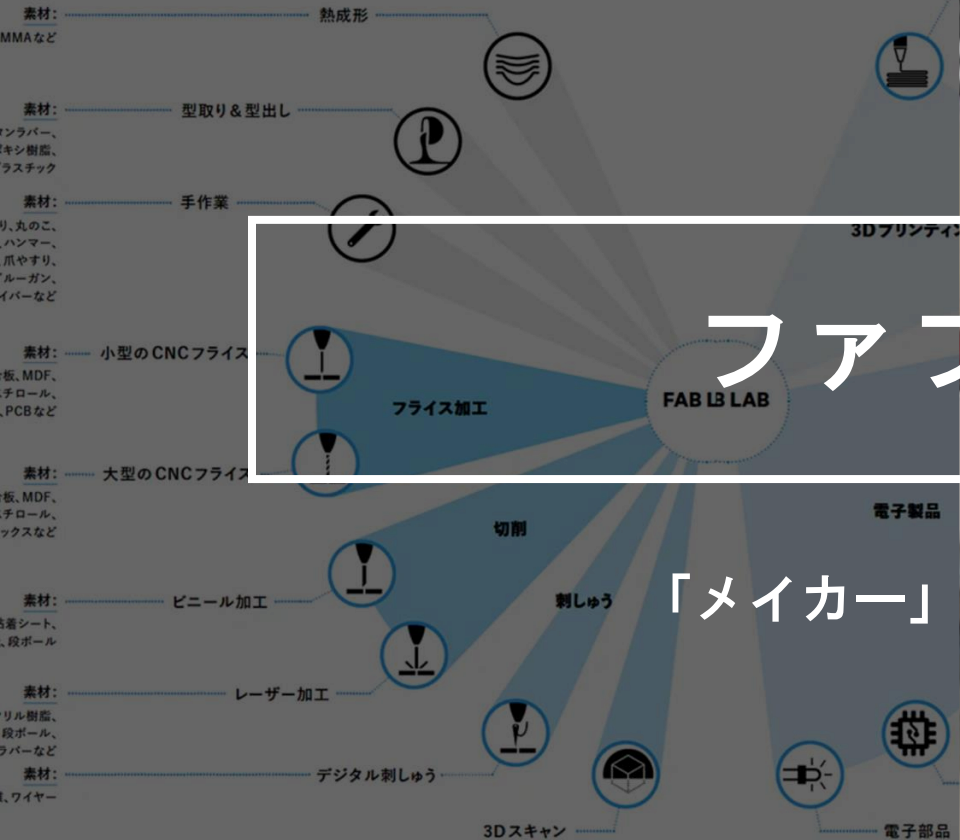 素材:
熱成形
MMAなど
素材:
型取り&型出し
ンラバー、
キシ樹脂、
ラスチック
素材:
手作業
り、丸のこ、
ハンマー、
爪やすり、
ルーガン、
イバーなど
3Dプリンティン
素材:
小型のCNCフライス
板、MDF、
チロール、
、PCBなど
フライス加工
ファブ
FAB LAB
素材:
大型のCNCフライス
板、MDF、
チロール、
ックスなど
電子製品
切削
素材:
ビニール加工
粘着シート、
、段ボール
刺しゅう
「メイカー」
素材:
レーザー加工
リル樹脂、
段ボール、
ラバーなど
素材:
デジタル刺しゅう
、ワイヤー
3Dスキャン
電子部品